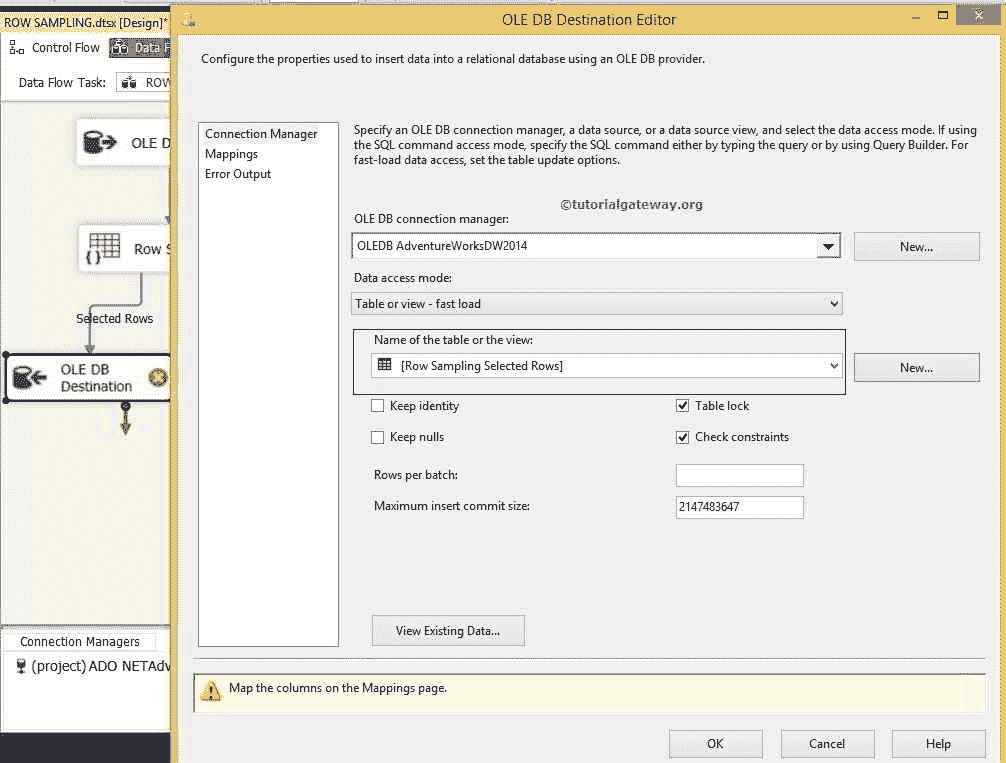 OLE DB Destination Editor
ROW SAMPLING.dtsx [Design]*
Control Flow
Data F
Data Flow Task:
ROW
OLE D
Row S
Selected Rows
OLE DB
Destination
Connection Managers
(project) ADO NETAdv
Configure the properties used to insert data into a relational database using an OLE DB provider.
Connection Manager
Mappings
Error Output
Specify an OLE DB connection manager, a data source, or a data source view, and select the data access mode. If using
the SQL command access mode, specify the SQL command either by typing the query or by using Query Builder. For
fast-load data access, set the table update options.
©tutorialgateway.org
OLE DB connection manager:
OLEDB AdventureWorksDW2014
New...
Data access mode:
Table or view - fast load
Name of the table or the view:
[Row Sampling Selected Rows]
New...
Keep identity
Table lock
Keep nulls
Check constraints
Rows per batch:
Maximum insert commit size:
2147483647
View Existing Data...
Map the columns on the Mappings page.
OK
Cancel
Help